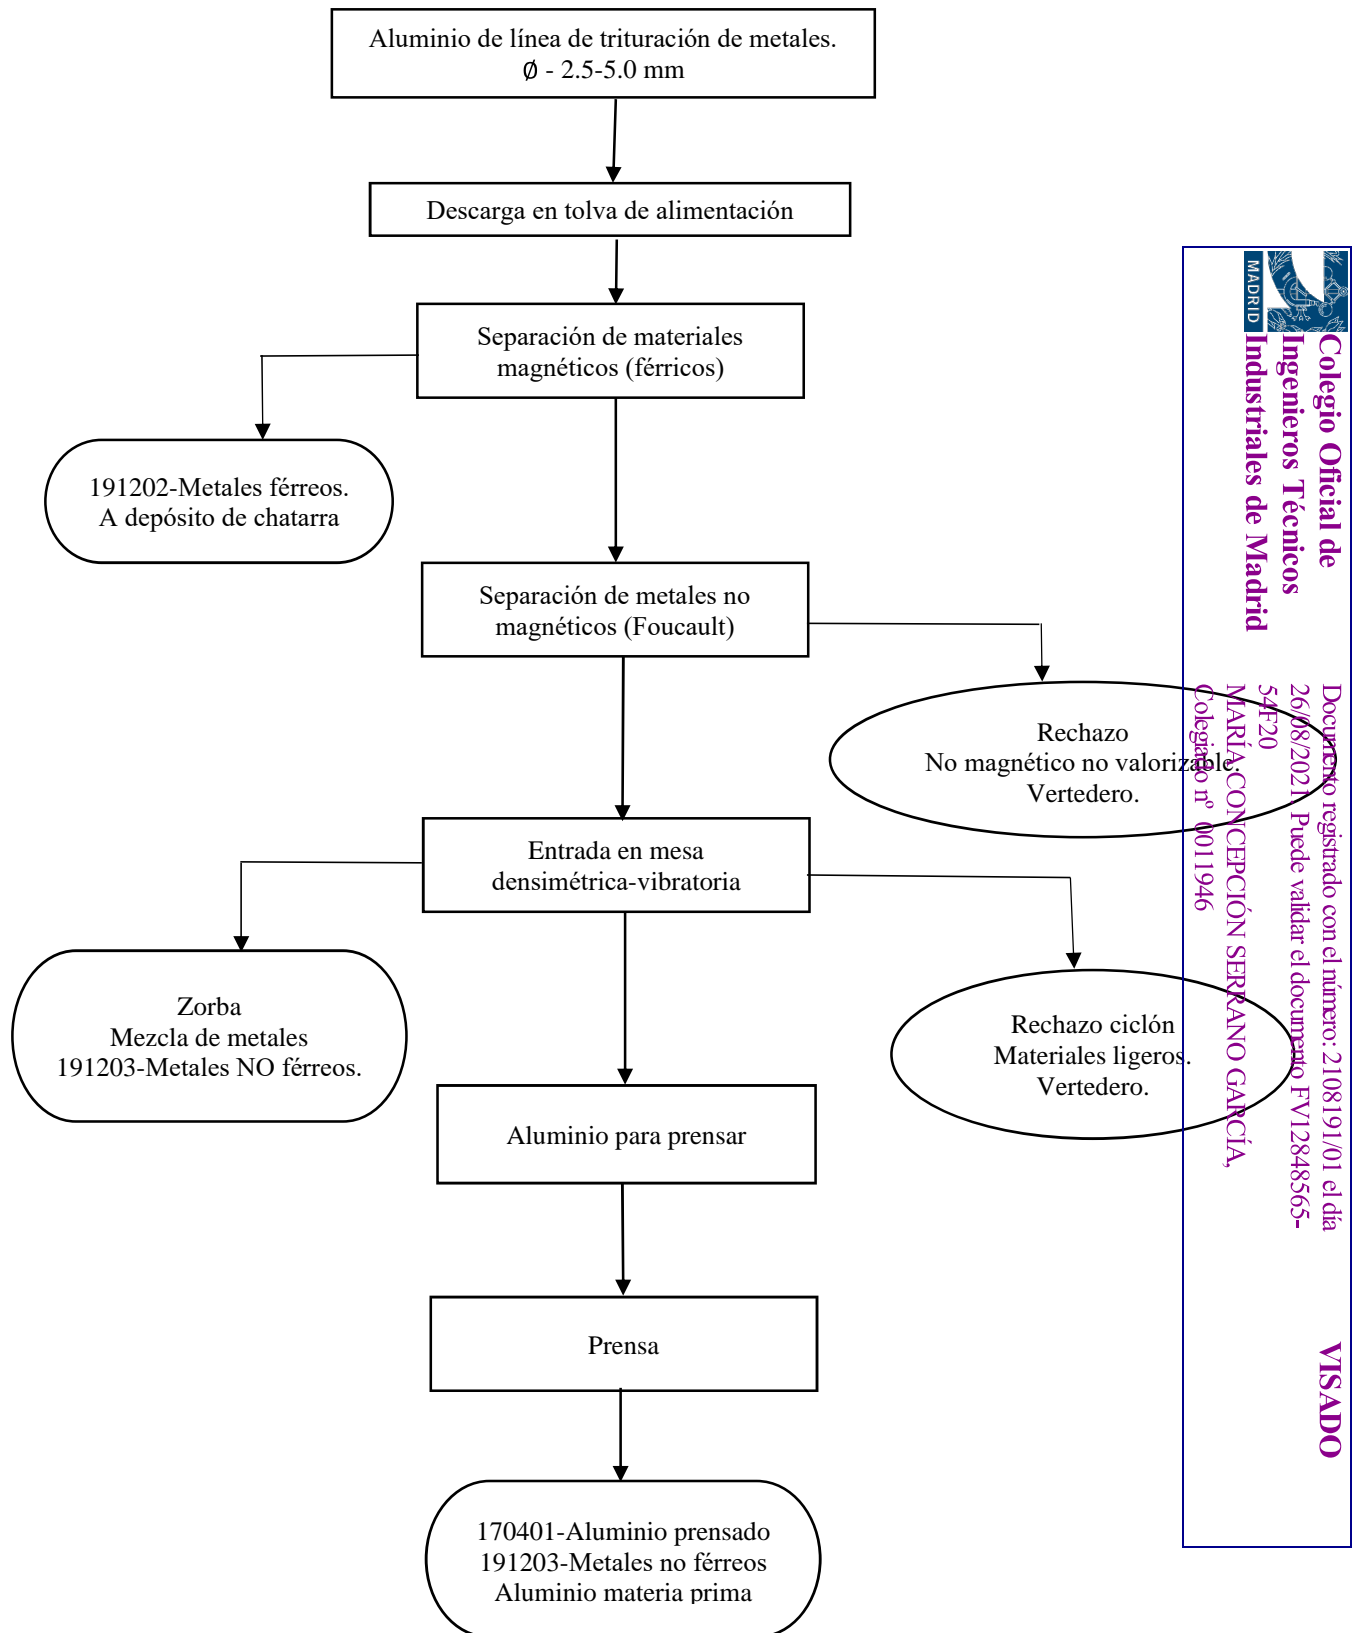 Aluminio de línea de trituración de metales.
Ø - 2.5-5.0 mm
Descarga en tolva de alimentación
Separación de materiales
magnéticos (férricos)
191202-Metales férreos.
A depósito de chatarra
Separación de metales no
magnéticos (Foucault)
Rechazo
No magnético no valorizable.
Vertedero.
Entrada en mesa
densimétrica-vibratoria
Zorba
Mezcla de metales
191203-Metales NO férreos.
Rechazo ciclón
Materiales ligeros.
Vertedero.
Aluminio para prensar
Prensa
170401-Aluminio prensado
191203-Metales no férreos
Aluminio materia prima
MADRID
Colegio Oficial de
Ingenieros Técnicos
Industriales de Madrid
Documento registrado con el número: 2108191/01 el día
26/08/2021. Puede validar el documento FV12848565-
54F20
MARÍA CONCEPCIÓN SERRANO GARCÍA,
Colegiado nº 0011946
VISADO